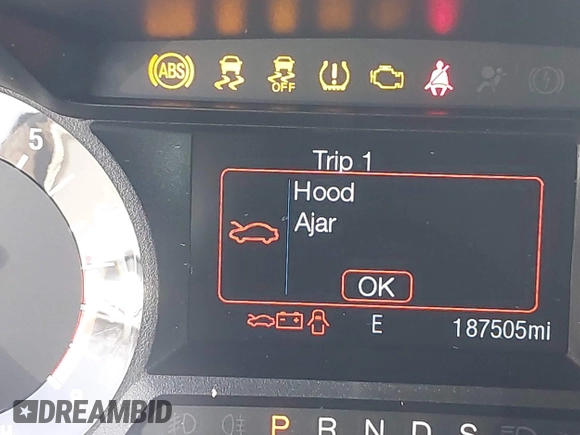 ABS
OFF
5
Trip 1
Hood
Ajar
OK
E 187505mi
P R N D S
DREAMBID